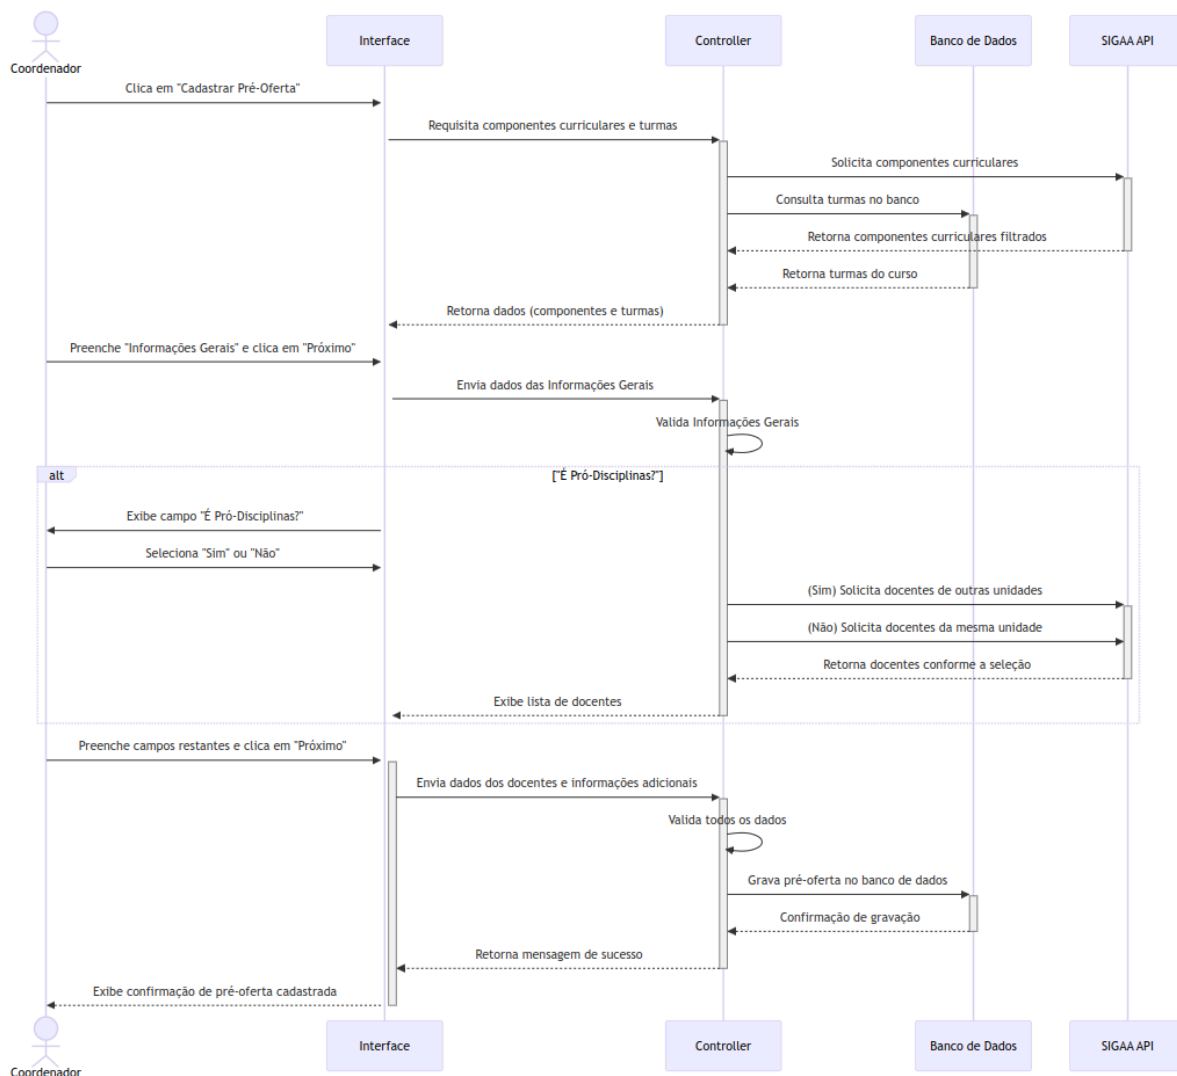 Coordenador
Interface
Controller
Banco de Dados
SIGAA API
Clica em "Cadastrar Pré-Oferta"
Requisita componentes curriculares e turmas
Solicita componentes curriculares
Consulta turmas no banco
Retorna componentes curriculares filtrados
Retorna turmas do curso
Retorna dados (componentes e turmas)
Preenche "Informações Gerais" e clica em "Próximo"
Envia dados das Informações Gerais
Valida Informações Gerais
alt
["É Pró-Disciplinas?"]
Exibe campo "É Pró-Disciplinas?"
Seleciona "Sim" ou "Não"
(Sim) Solicita docentes de outras unidades
(Não) Solicita docentes da mesma unidade
Retorna docentes conforme a seleção
Exibe lista de docentes
Preenche campos restantes e clica em "Próximo"
Envia dados dos docentes e informações adicionais
Valida todos os dados
Grava pré-oferta no banco de dados
Confirmação de gravação
Retorna mensagem de sucesso
Exibe confirmação de pré-oferta cadastrada
Coordenador
Interface
Controller
Banco de Dados
SIGAA API